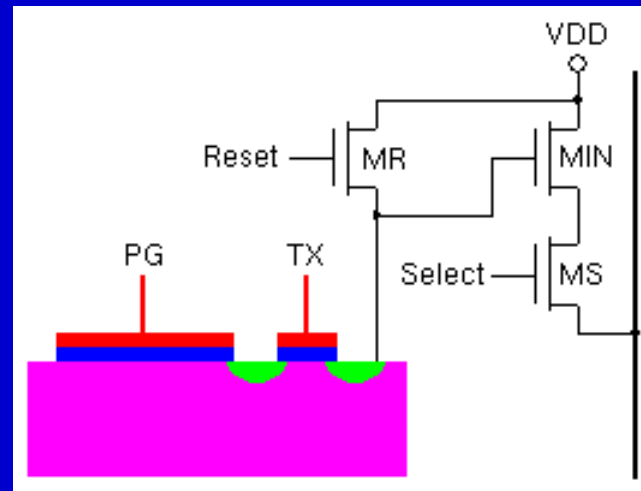 VDD
Reset
MR
MIN
PG
TX
Select
MS